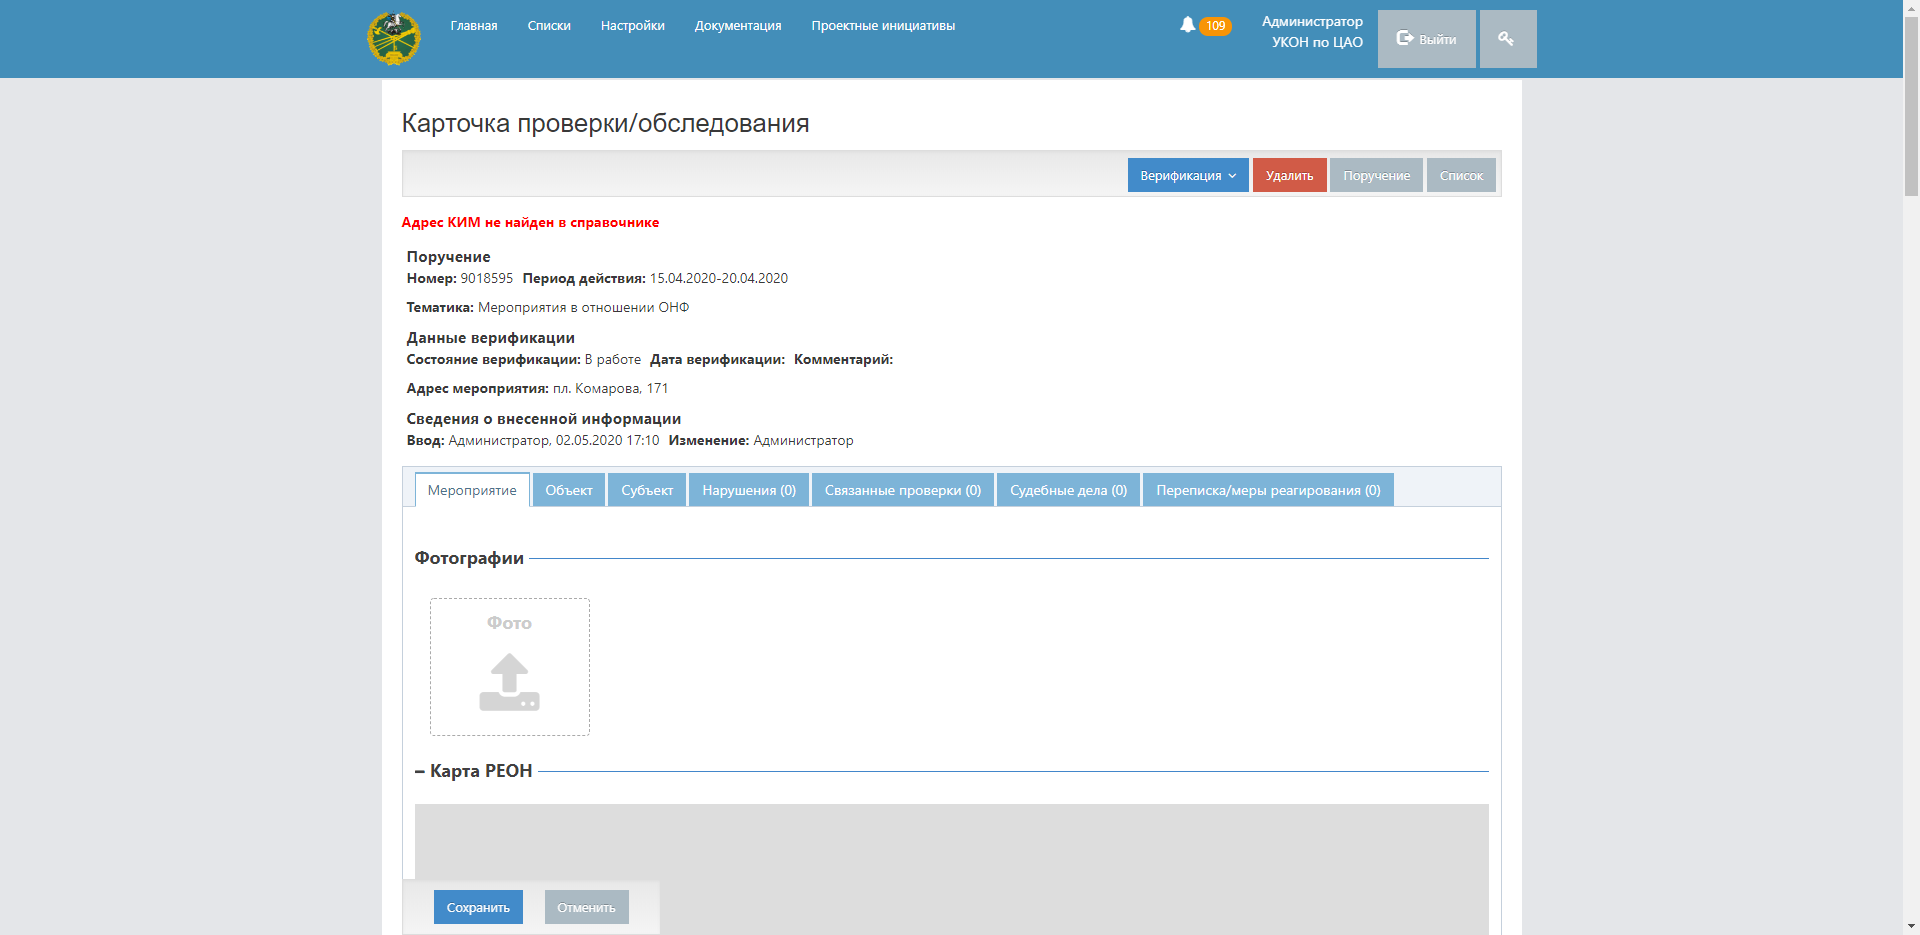 Главная Списки Настройки Документация Проектные инициативы 109 Администратор Выйти
УКОН по ЦАО
Карточка проверки/обследования
Верификация Удалить Поручение Список
Адрес КИМ не найден в справочнике
Поручение
Номер: 9018595 Период действия: 15.04.2020-20.04.2020
Тематика: Мероприятия в отношении ОНФ
Данные верификации
Состояние верификации: В работе Дата верификации: Комментарий:
Адрес мероприятия: пл. Комарова, 171
Сведения о внесенной информации
Ввод: Администратор, 02.05.2020 17:10 Изменение: Администратор
Мероприятие Объект Субъект Нарушения (0) Связанные проверки (0) Судебные дела (0) Переписка/меры реагирования (0)
Фотографии
Фото
– Карта РЕОН
Сохранить Отменить